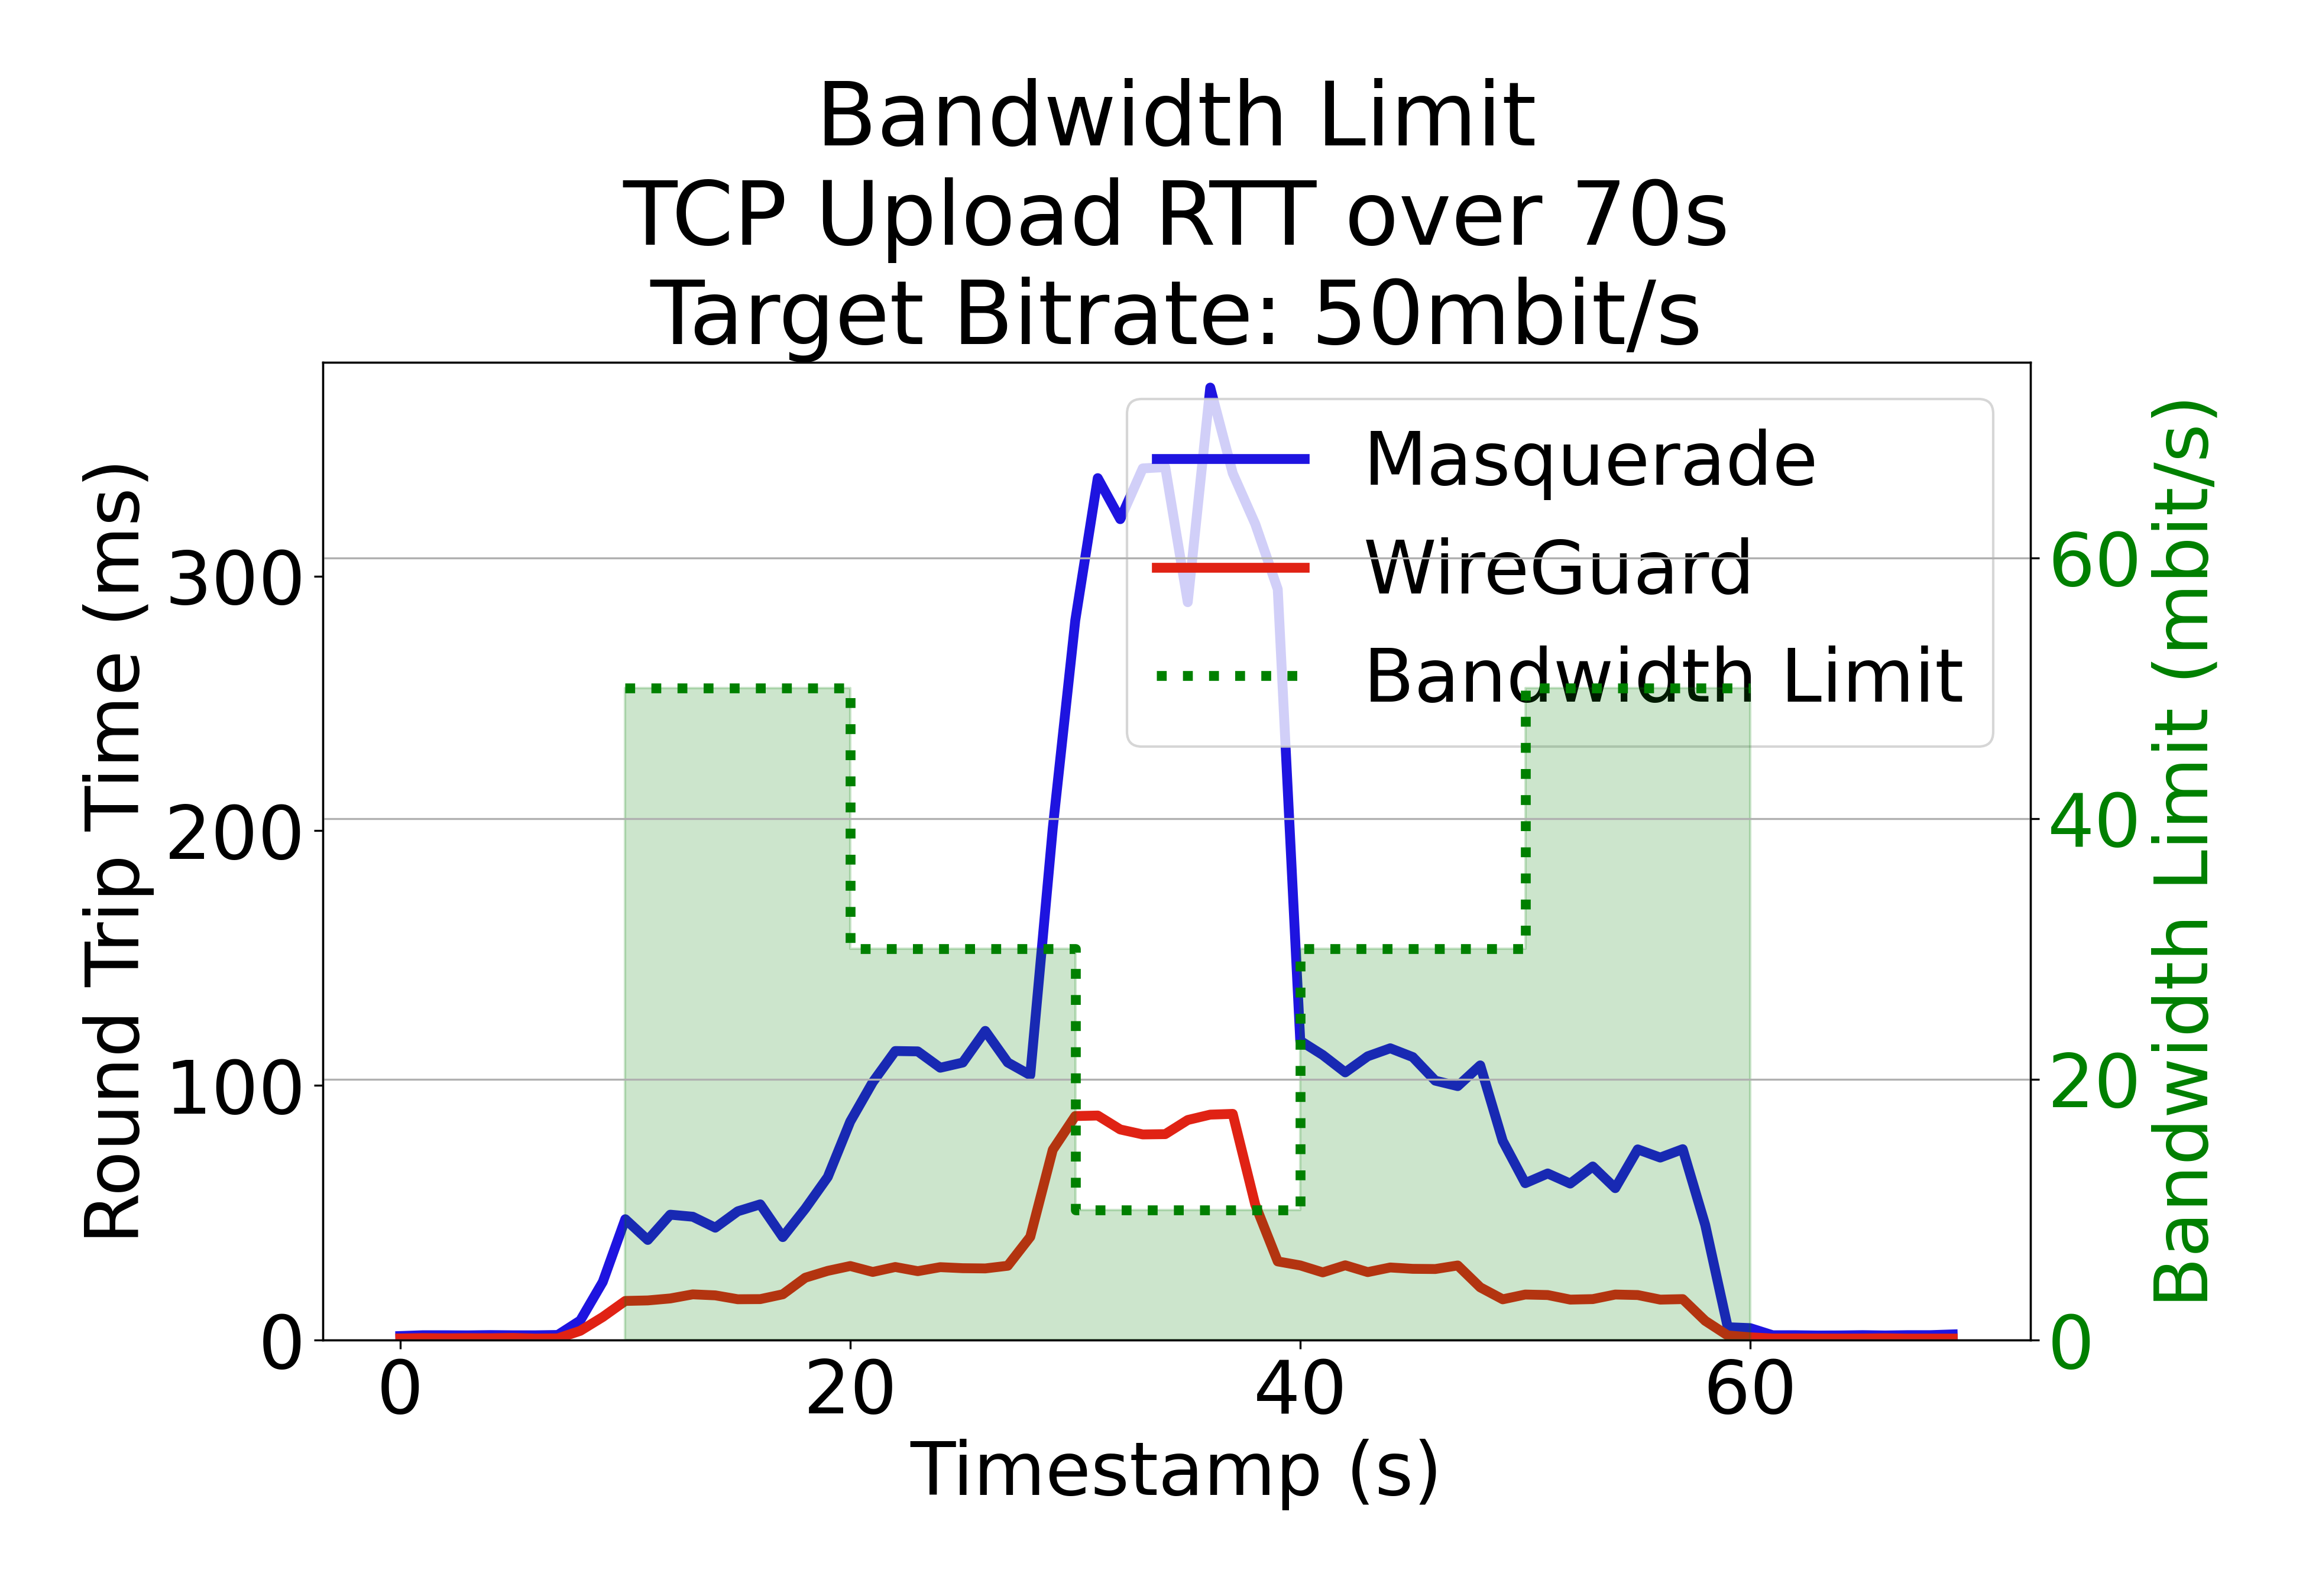 Bandwidth Limit
TCP Upload RTT over 70s
Target Bitrate: 50mbit/s
Round Trip Time (ms)
300
200
100
0
Masquerade
WireGuard
Bandwidth Limit
60
40
20
0
Bandwidth Limit (mbit/s)
0 20 40 60
Timestamp (s)